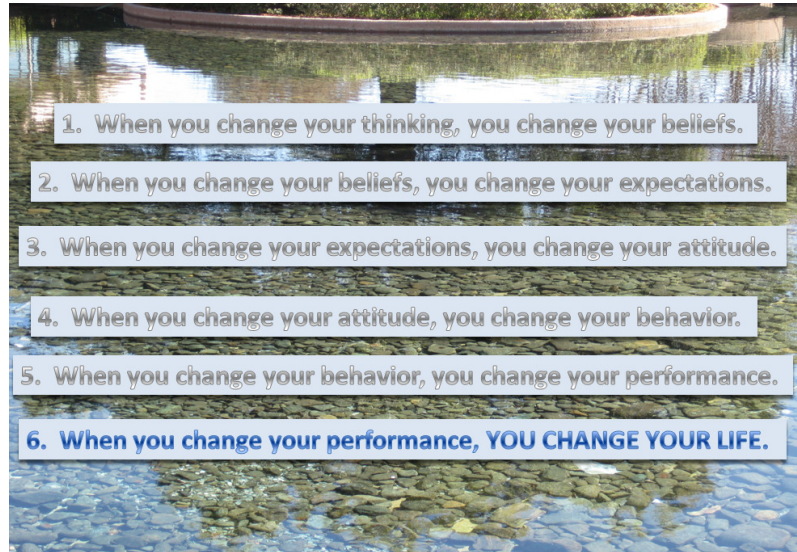 1. When you change your thinking, you change your beliefs.
2. When you change your beliefs, you change your expectations.
3. When you change your expectations, you change your attitude.
4. When you change your attitude, you change your behavior.
5. When you change your behavior, you change your performance.
6. When you change your performance, YOU CHANGE YOUR LIFE.